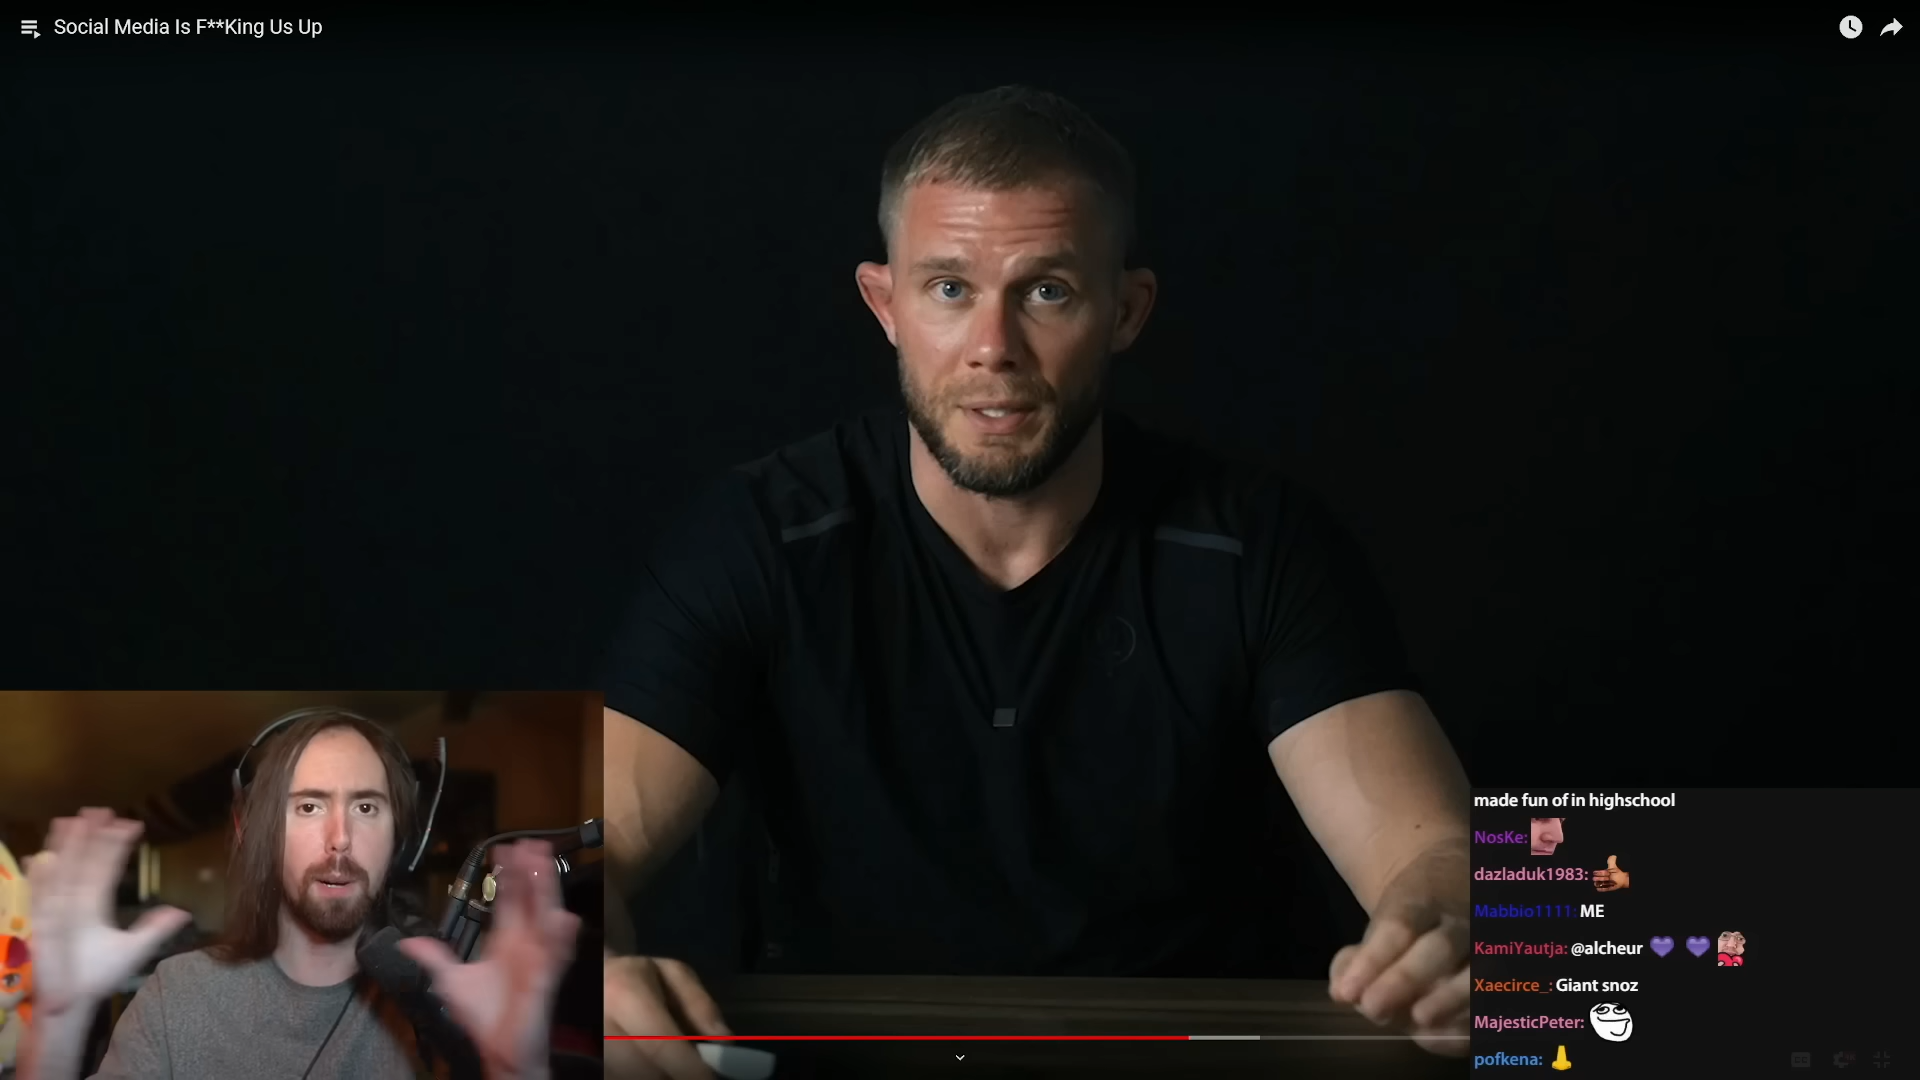 Social Media Is F**King Us Up
made fun of in highschool
NosKe:
dazladuk1983:
Mabbio1111: ME
KamiYautja: @alcheur
Xaecirce_: Giant snoz
MajesticPeter:
pofkena: